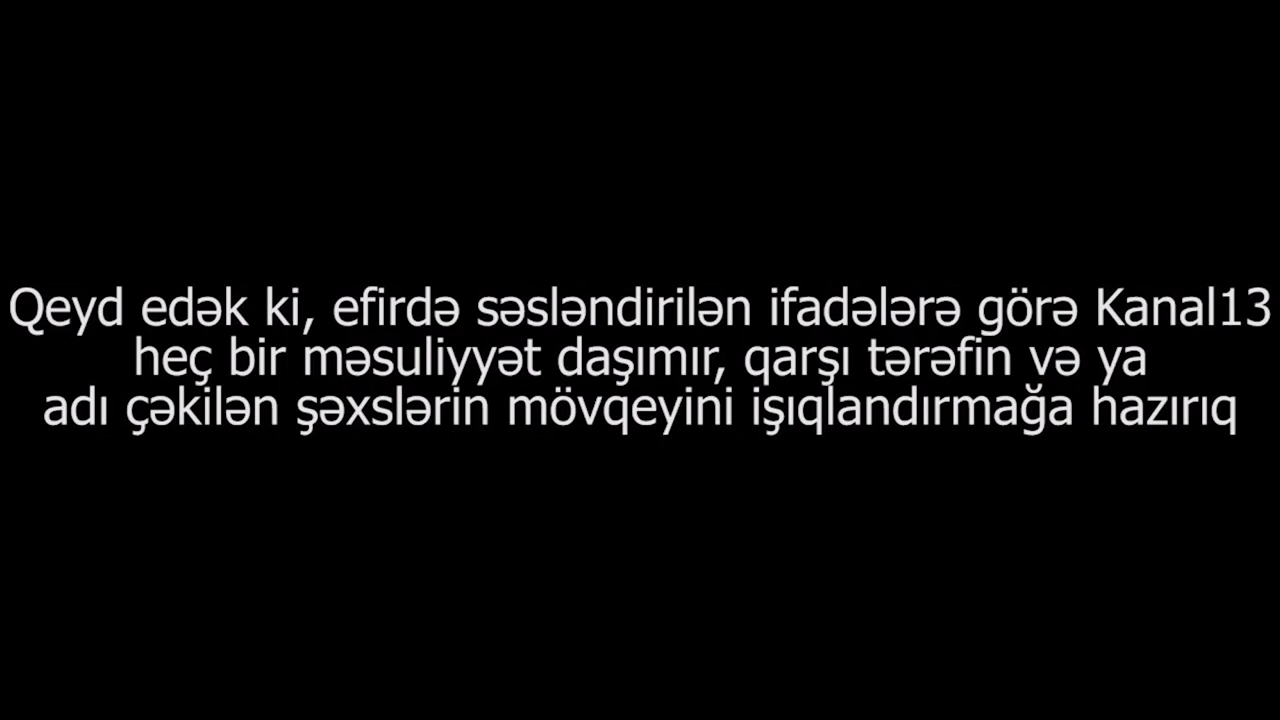 Qeyd edək ki, efirdə səsləndirilən ifadələrə görə Kanal13
heç bir məsuliyyət daşımır, qarşı tərəfin və ya
adı çəkilən şəxslərin mövqeyini işıqlandırmağa hazırıq